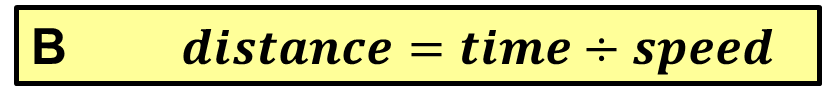 B distance = time ÷ speed